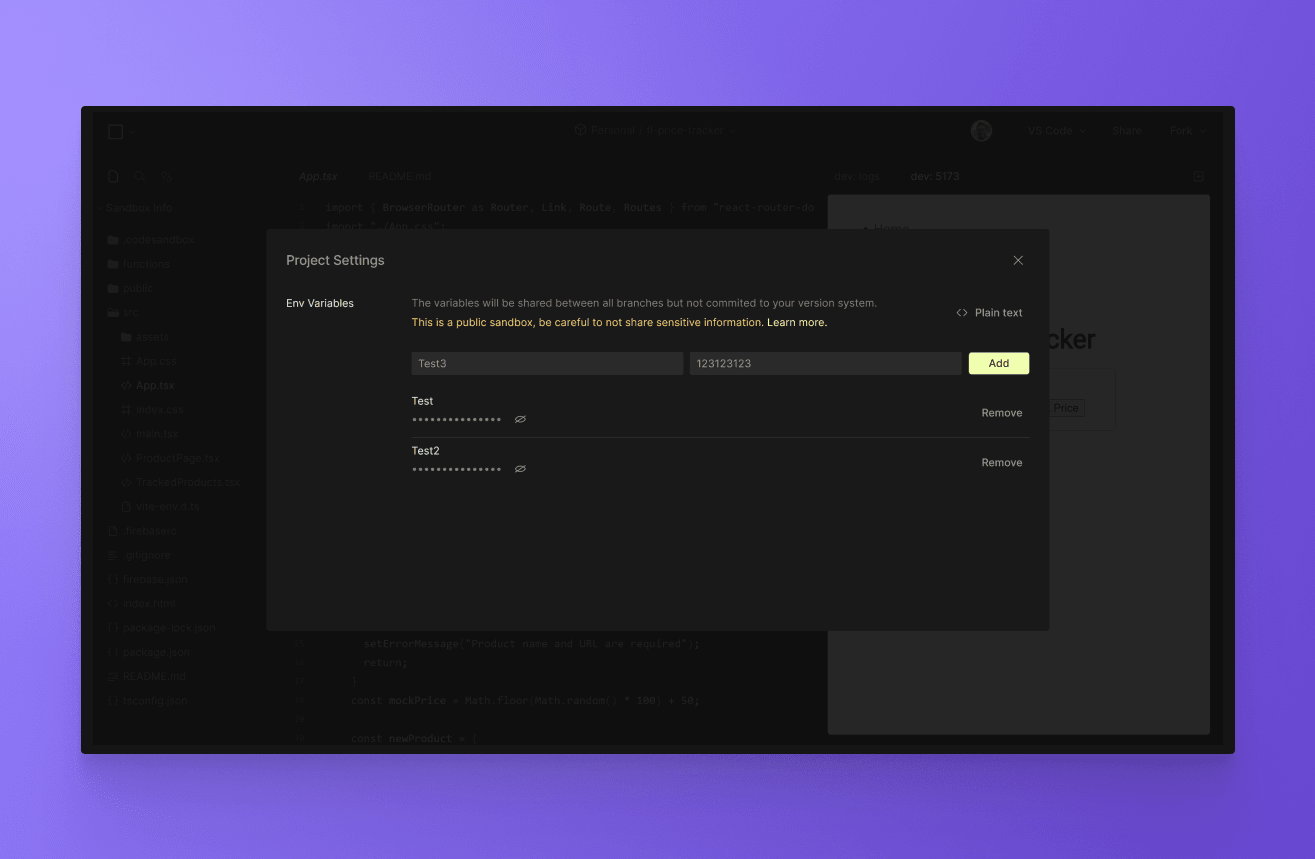 Personal / fl-price-tracker
VS Code
Share
Fork
App.tsx
README.md
dev: logs
dev: 5173
Sandbox Info
import { BrowserRouter as Router, Link, Route, Routes } from "react-router-do
import "./App.css";
Home
.codesandbox
functions
public
src
assets
App.css
App.tsx
index.css
main.tsx
ProductPage.tsx
TrackedProducts.tsx
vite-env.d.ts
.firebaserc
.gitignore
firebase.json
index.html
package-lock.json
package.json
README.md
tsconfig.json
Project Settings
Env Variables
The variables will be shared between all branches but not commited to your version system.
This is a public sandbox, be careful to not share sensitive information. Learn more.
Plain text
Test3
123123123
Add
Test
•••••••••••••••
Remove
Test2
•••••••••••••••
Remove
cker
Price
setErrorMessage("Product name and URL are required");
return;
}
const mockPrice = Math.floor(Math.random() * 100) + 50;
const newProduct = {